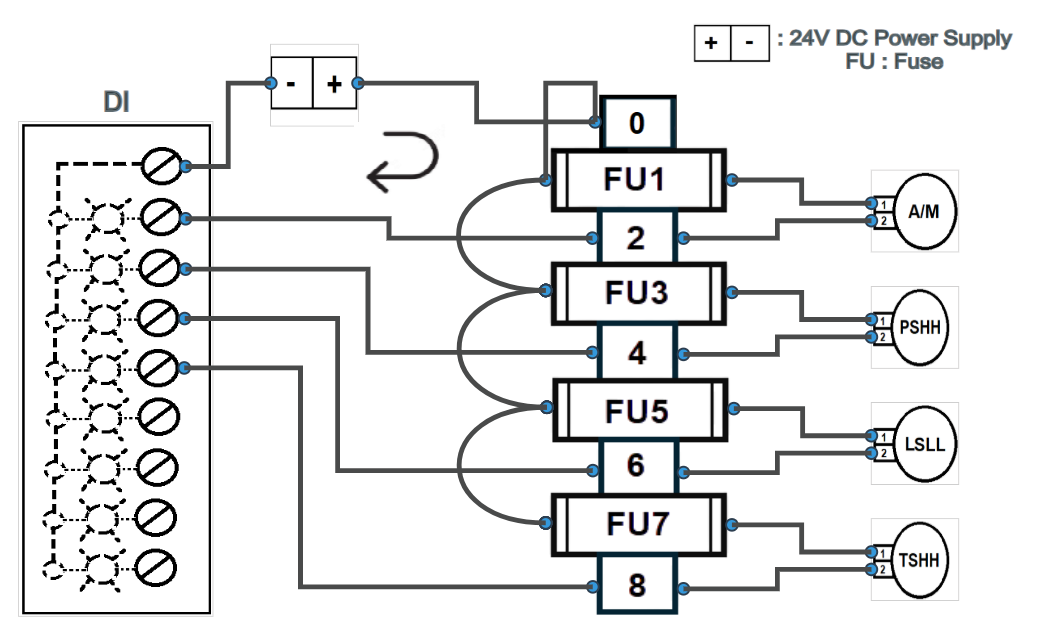 + - : 24V DC Power Supply
FU : Fuse
- +
DI
0
FU1
1
2
A/M
2
FU3
1
2
PSHH
4
FU5
1
2
LSLL
6
FU7
1
2
TSHH
8